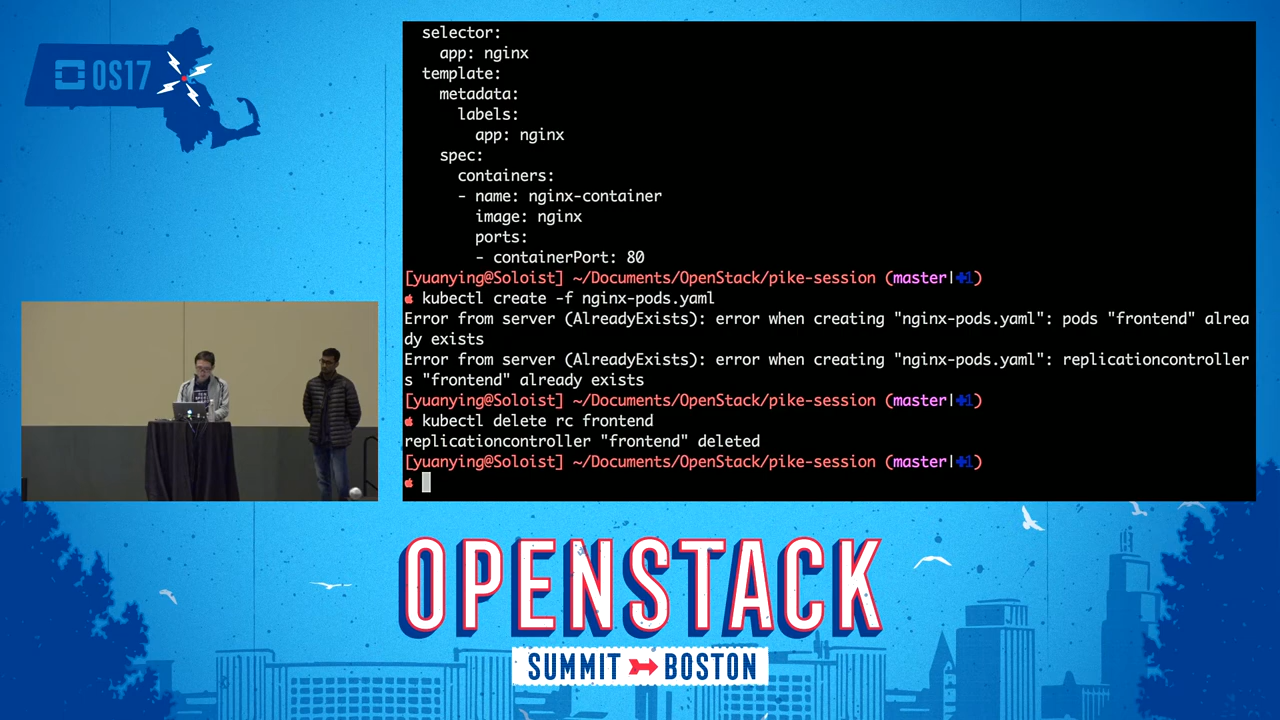 OS17
selector:
app: nginx
template:
metadata:
labels:
app: nginx
spec:
containers:
- name: nginx-container
image: nginx
ports:
- containerPort: 80
[yuanying@Soloist] ~/Documents/OpenStack/pike-session (master|✚1)
kubectl create -f nginx-pods.yaml
Error from server (AlreadyExists): error when creating "nginx-pods.yaml": pods "frontend" alrea
dy exists
Error from server (AlreadyExists): error when creating "nginx-pods.yaml": replicationcontroller
s "frontend" already exists
[yuanying@Soloist] ~/Documents/OpenStack/pike-session (master|✚1)
kubectl delete rc frontend
replicationcontroller "frontend" deleted
[yuanying@Soloist] ~/Documents/OpenStack/pike-session (master|✚1)
OPENSTACK
SUMMIT BOSTON